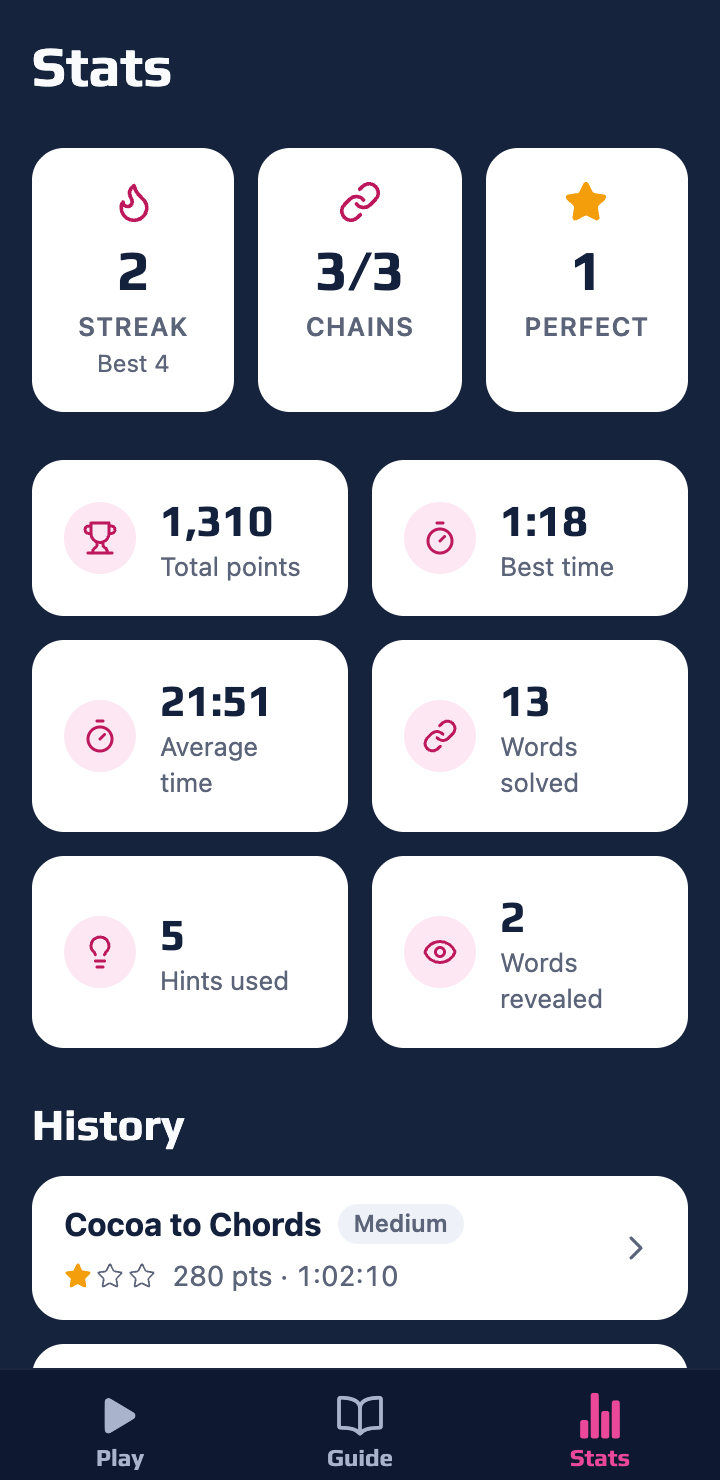 Stats
2
STREAK
Best 4
3/3
CHAINS
1
PERFECT
1,310
Total points
1:18
Best time
21:51
Average
time
13
Words
solved
5
Hints used
2
Words
revealed
History
Cocoa to Chords
Medium
280 pts · 1:02:10
Play
Guide
Stats